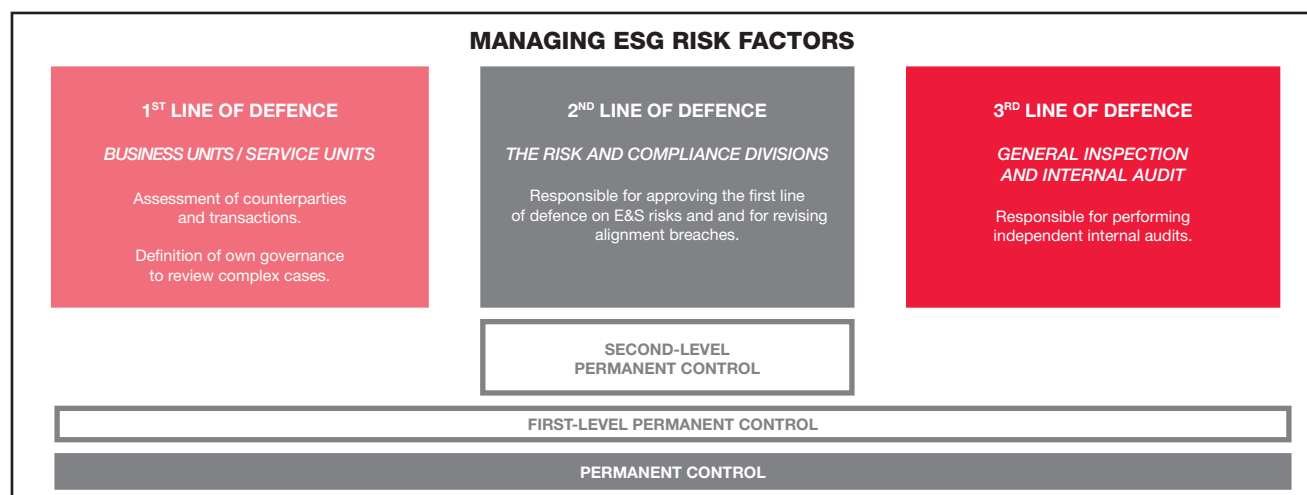 MANAGING ESG RISK FACTORS
1ST LINE OF DEFENCE
BUSINESS UNITS / SERVICE UNITS
Assessment of counterparties
and transactions.
Definition of own governance
to review complex cases.
2ND LINE OF DEFENCE
THE RISK AND COMPLIANCE DIVISIONS
Responsible for approving the first line
of defence on E&S risks and and for revising
alignment breaches.
3RD LINE OF DEFENCE
GENERAL INSPECTION
AND INTERNAL AUDIT
Responsible for performing
independent internal audits.
SECOND-LEVEL
PERMANENT CONTROL
FIRST-LEVEL PERMANENT CONTROL
PERMANENT CONTROL